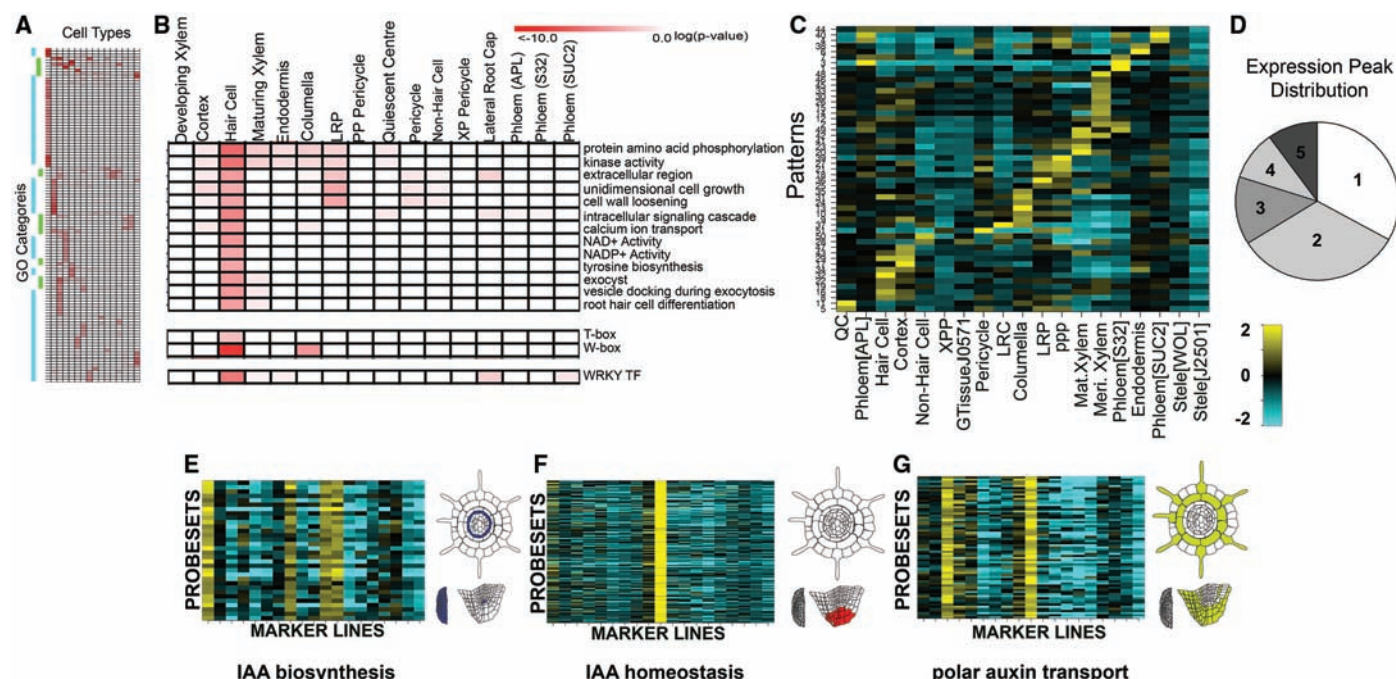 A
Cell Types
GO Categoreis
B
<-10.0
0.0 log(p-value)
Developing Xylem
Cortex
Hair Cell
Maturing Xylem
Endodermis
Columella
LRP
PP Pericycle
Quiescent Centre
Pericycle
Non-Hair Cell
XP Pericycle
Lateral Root Cap
Phloem (APL)
Phloem (S32)
Phloem (SUC2)
protein amino acid phosphorylation
kinase activity
extracellular region
unidimensional cell growth
cell wall loosening
intracellular signaling cascade
calcium ion transport
NAD+ Activity
NADP+ Activity
tyrosine biosynthesis
exocyst
vesicle docking during exocytosis
root hair cell differentiation
T-box
W-box
WRKY TF
C
Patterns
QC
Phloem[APL]
Hair Cell
Cortex
Non-Hair Cell
XPP
GTissueJ0571
Pericycle
LRC
Columella
LRP
ppp
Mat.Xylem
Meri. Xylem
Phloem[S32]
Endodermis
Phloem[SUC2]
Stele[WOL]
Stele[J2501]
D
Expression Peak
Distribution
1
2
3
4
5
2
0
-2
E
PROBESETS
MARKER LINES
IAA biosynthesis
F
PROBESETS
MARKER LINES
IAA homeostasis
G
PROBESETS
MARKER LINES
polar auxin transport